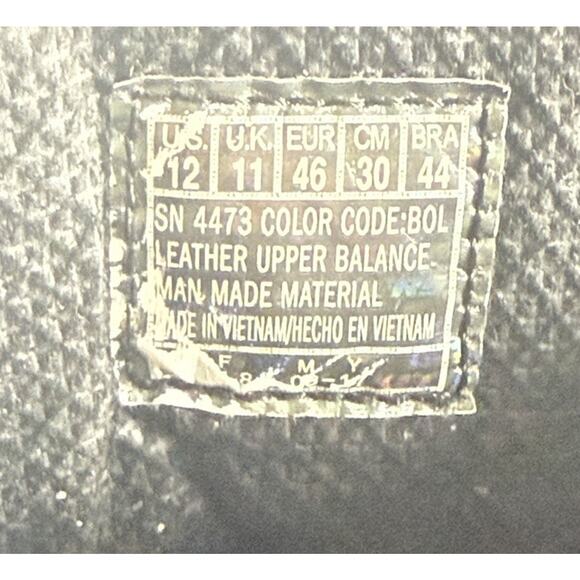 U.S. U.K. EUR CM BRA
12 11 46 30 44
SN 4473 COLOR CODE:BOL
LEATHER UPPER BALANCE
MAN MADE MATERIAL
MADE IN VIETNAM/HECHO EN VIETNAM
F M Y
8